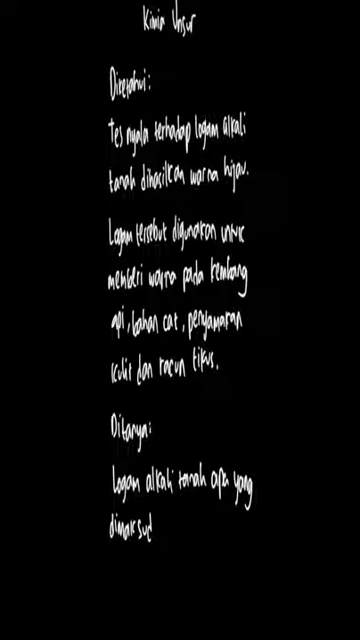 Kimia Unsur
Diketahui:
Tes nyala terhadap logam alkali
tanah dihasilkan warna hijau.
Logam tersebut digunakan untuk
memberi warna pada kembang
api, bahan cat, penyamaran
kulit dan racun tikus.
Ditanya:
Logam alkali tanah apa yang
dimaksud